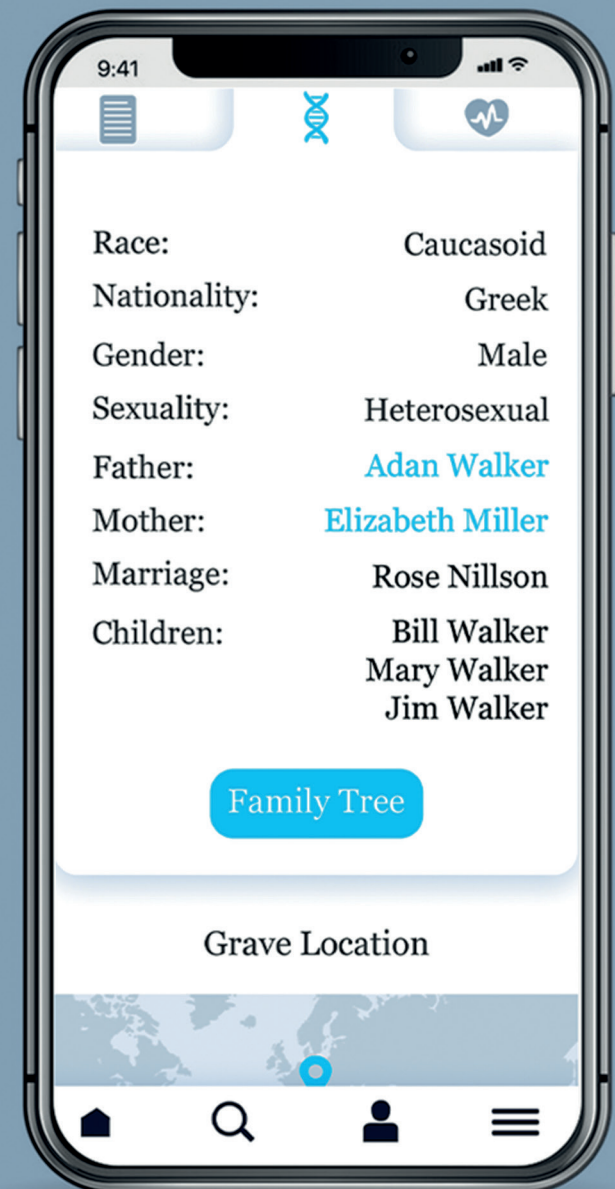 9:41
Race: Caucasoid
Nationality: Greek
Gender: Male
Sexuality: Heterosexual
Father: Adan Walker
Mother: Elizabeth Miller
Marriage: Rose Nillson
Children: Bill Walker
Mary Walker
Jim Walker
Family Tree
Grave Location